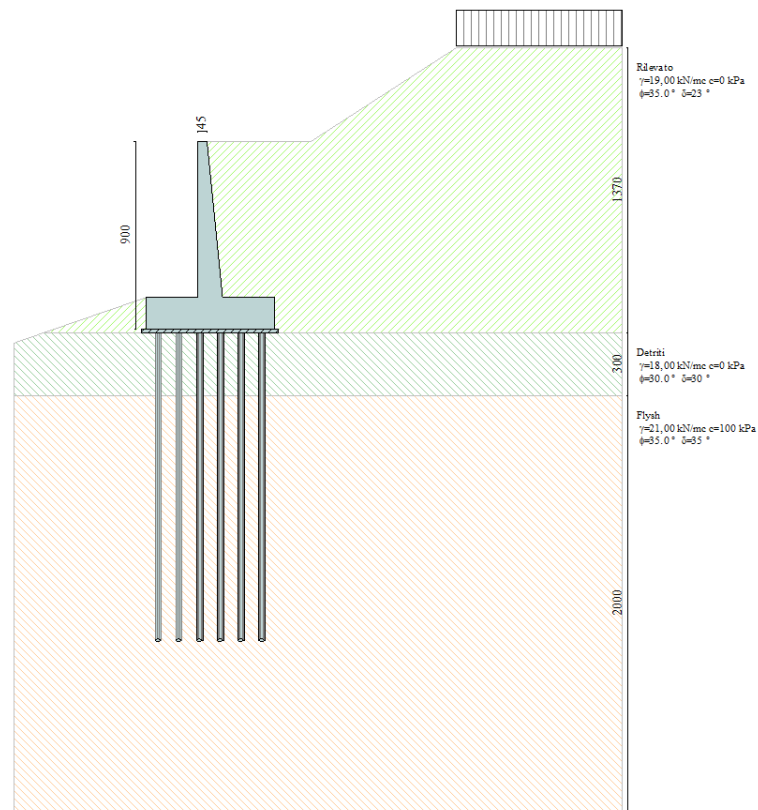 Rilevato
γ=19,00 kN/mc c=0 kPa
ϕ=35.0° δ=23 °
45
900
1370
Detriti
γ=18,00 kN/mc c=0 kPa
ϕ=30.0° δ=30 °
300
Flysh
γ=21,00 kN/mc c=100 kPa
ϕ=35.0° δ=35 °
2000